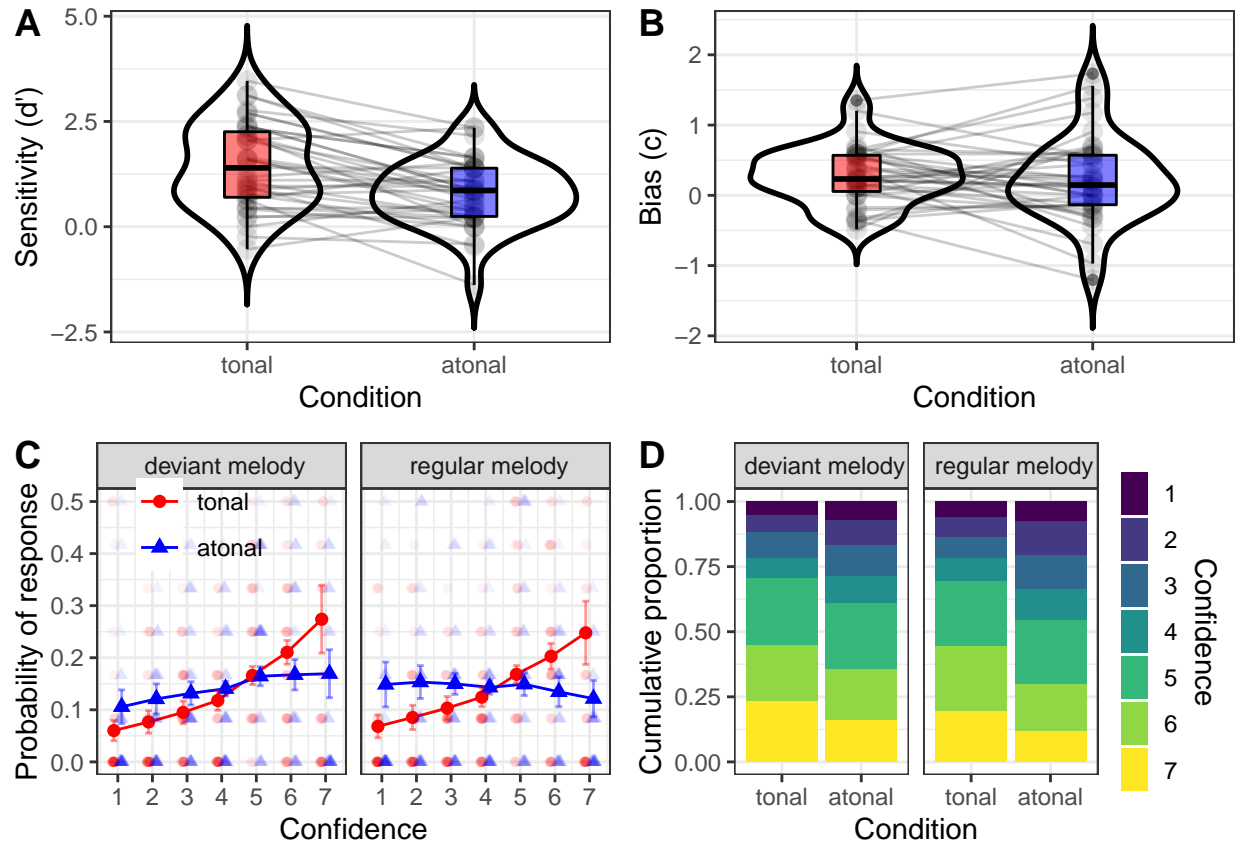 A
Sensitivity (d')
5.0
2.5
0.0
−2.5
tonal
atonal
Condition
B
Bias (c)
2
1
0
−1
−2
tonal
atonal
Condition
C
Probability of response
deviant melody
regular melody
tonal
atonal
0.5
0.4
0.3
0.2
0.1
0.0
1 2 3 4 5 6 7
1 2 3 4 5 6 7
Confidence
D
Cumulative proportion
deviant melody
regular melody
1.00
0.75
0.50
0.25
0.00
tonal atonal
tonal atonal
Condition
1
2
3
4
5
6
7
Confidence